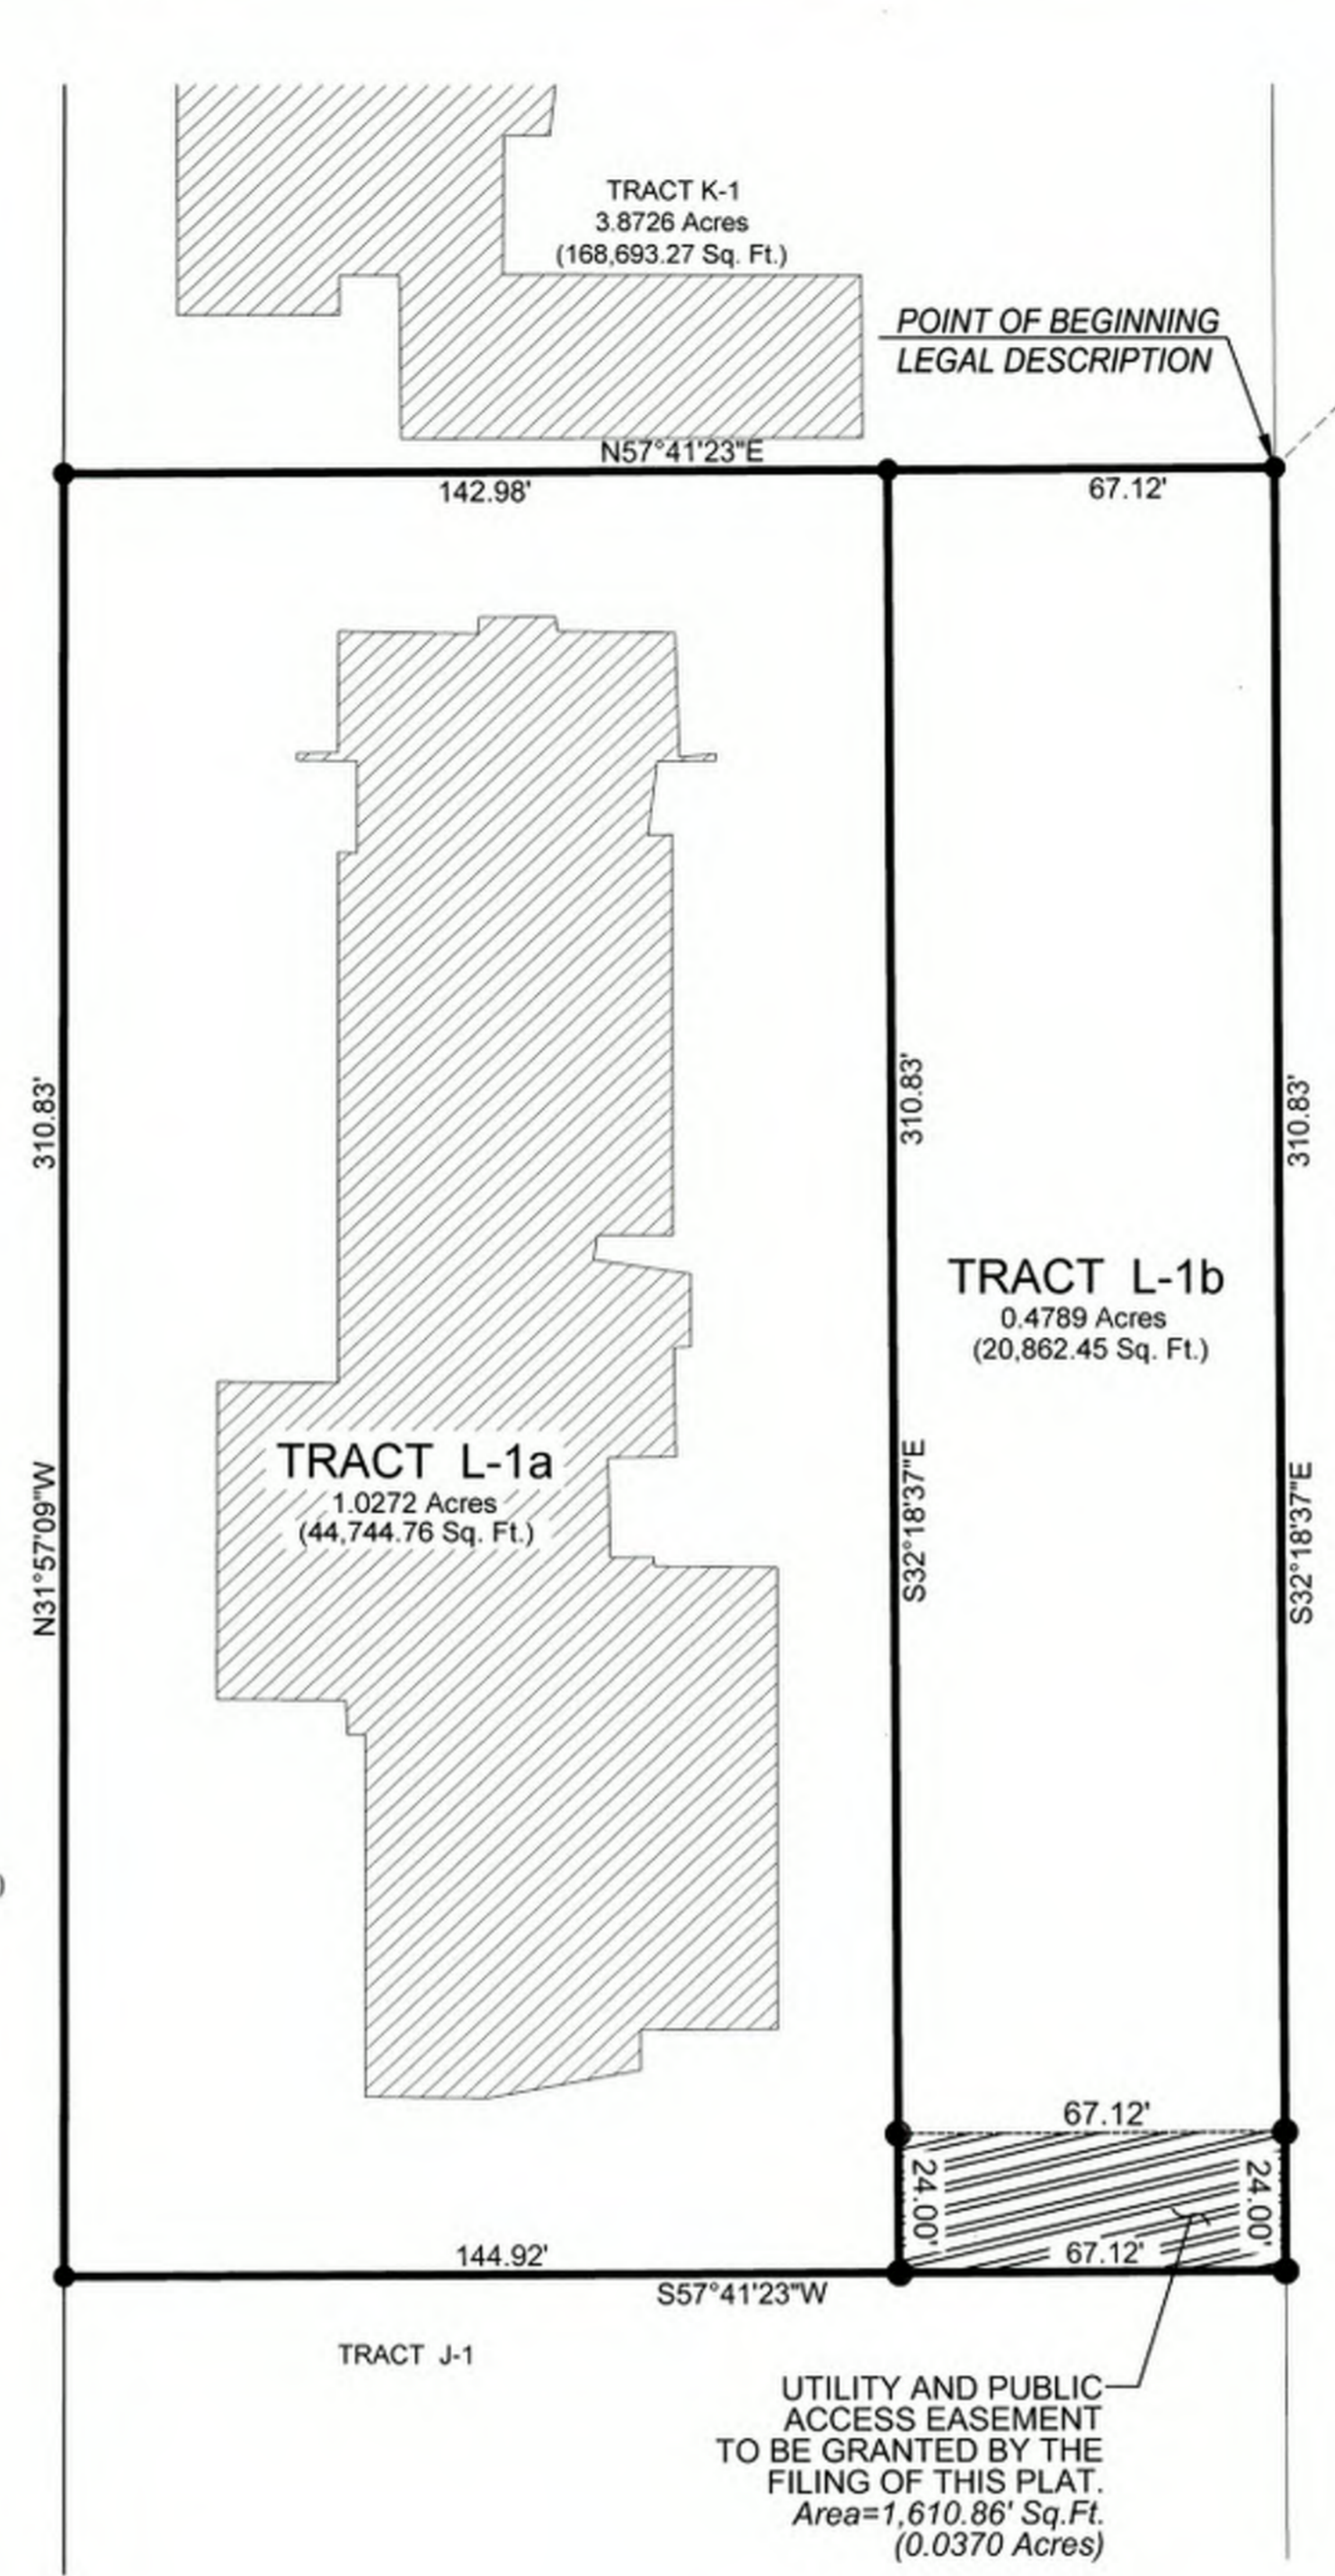 TRACT K-1
3.8726 Acres
(168,693.27 Sq. Ft.)
POINT OF BEGINNING
LEGAL DESCRIPTION
N57°41'23"E
142.98'
67.12'
310.83'
310.83'
310.83'
TRACT L-1b
0.4789 Acres
(20,862.45 Sq. Ft.)
TRACT L-1a
1.0272 Acres
(44,744.76 Sq. Ft.)
N31°57'09"W
S32°18'37"E
S32°18'37"E
)
67.12'
24.00'
24.00'
67.12'
144.92'
S57°41'23"W
TRACT J-1
UTILITY AND PUBLIC
ACCESS EASEMENT
TO BE GRANTED BY THE
FILING OF THIS PLAT.
Area=1,610.86' Sq.Ft.
(0.0370 Acres)